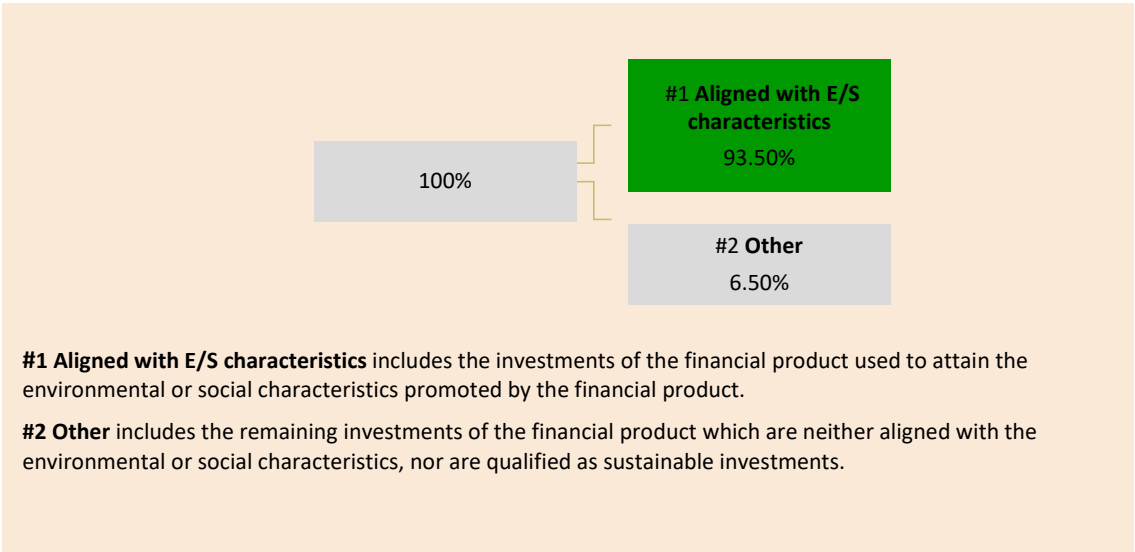 #1 Aligned with E/S
characteristics
93.50%
100%
#2 Other
6.50%
#1 Aligned with E/S characteristics includes the investments of the financial product used to attain the
environmental or social characteristics promoted by the financial product.
#2 Other includes the remaining investments of the financial product which are neither aligned with the
environmental or social characteristics, nor are qualified as sustainable investments.